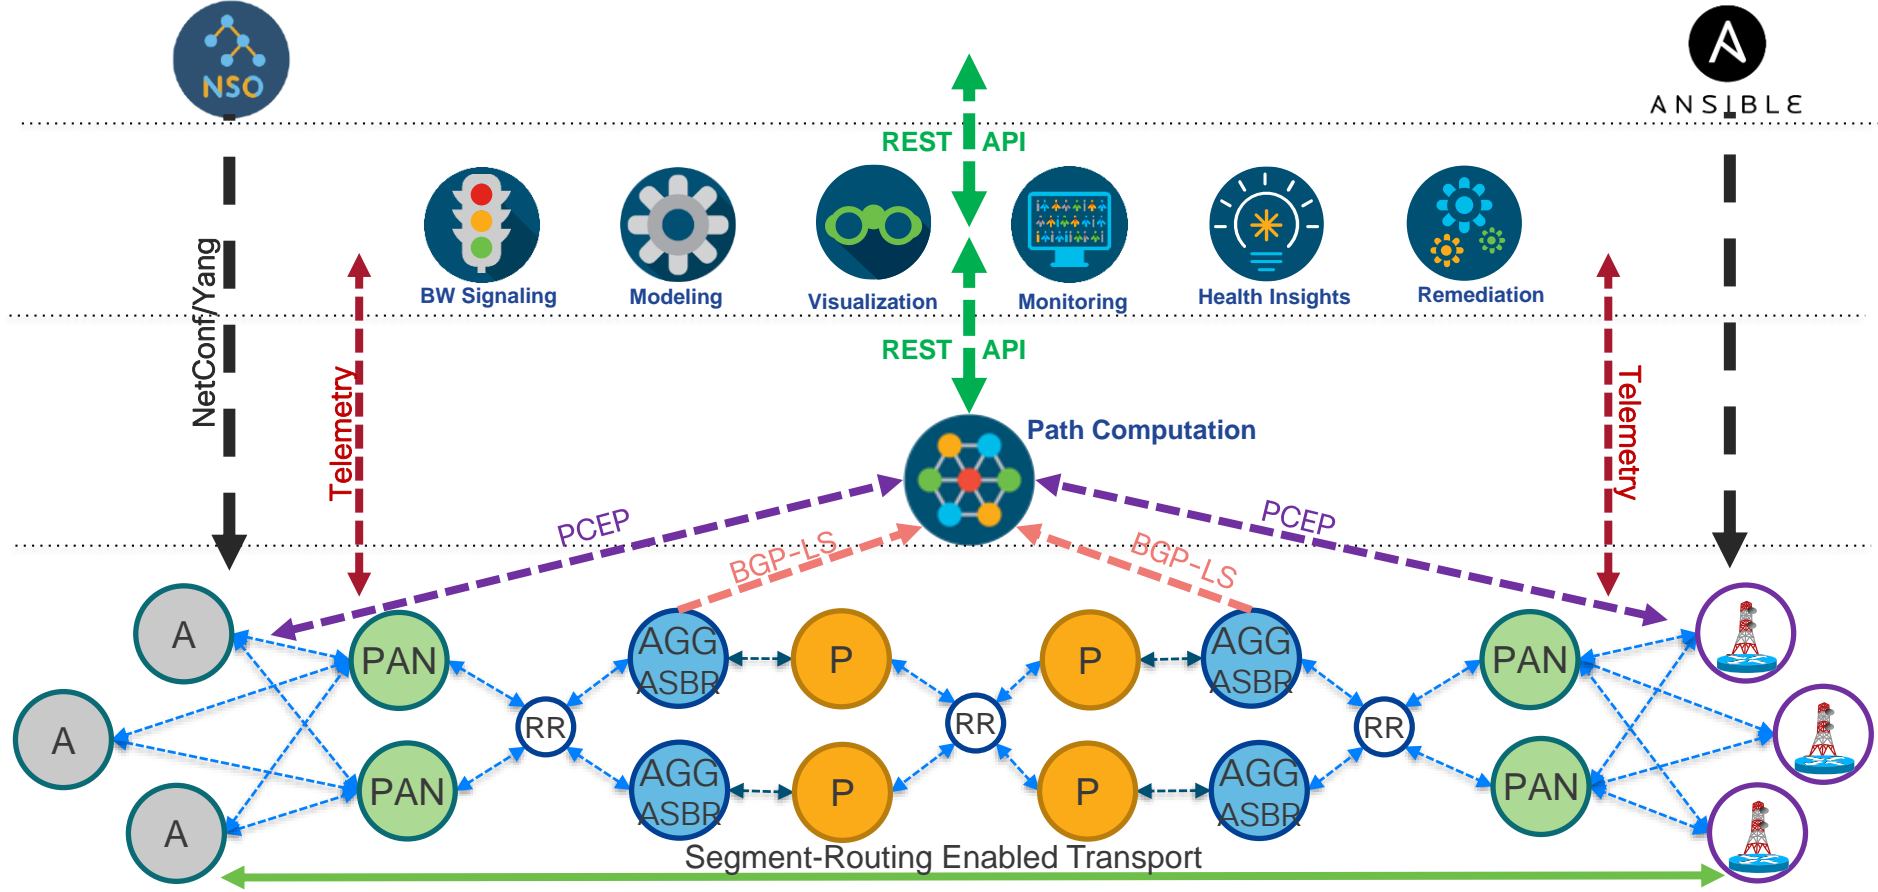 NSO
ANSIBLE
REST API
BW Signaling
Modeling
Visualization
Monitoring
Health Insights
Remediation
NetConf/Yang
REST API
Telemetry
Telemetry
Path Computation
PCEP
PCEP
BGP-LS
BGP-LS
A
PAN
AGG
ASBR
P
P
AGG
ASBR
PAN
A
RR
RR
RR
A
PAN
AGG
ASBR
P
P
AGG
ASBR
PAN
Segment-Routing Enabled Transport